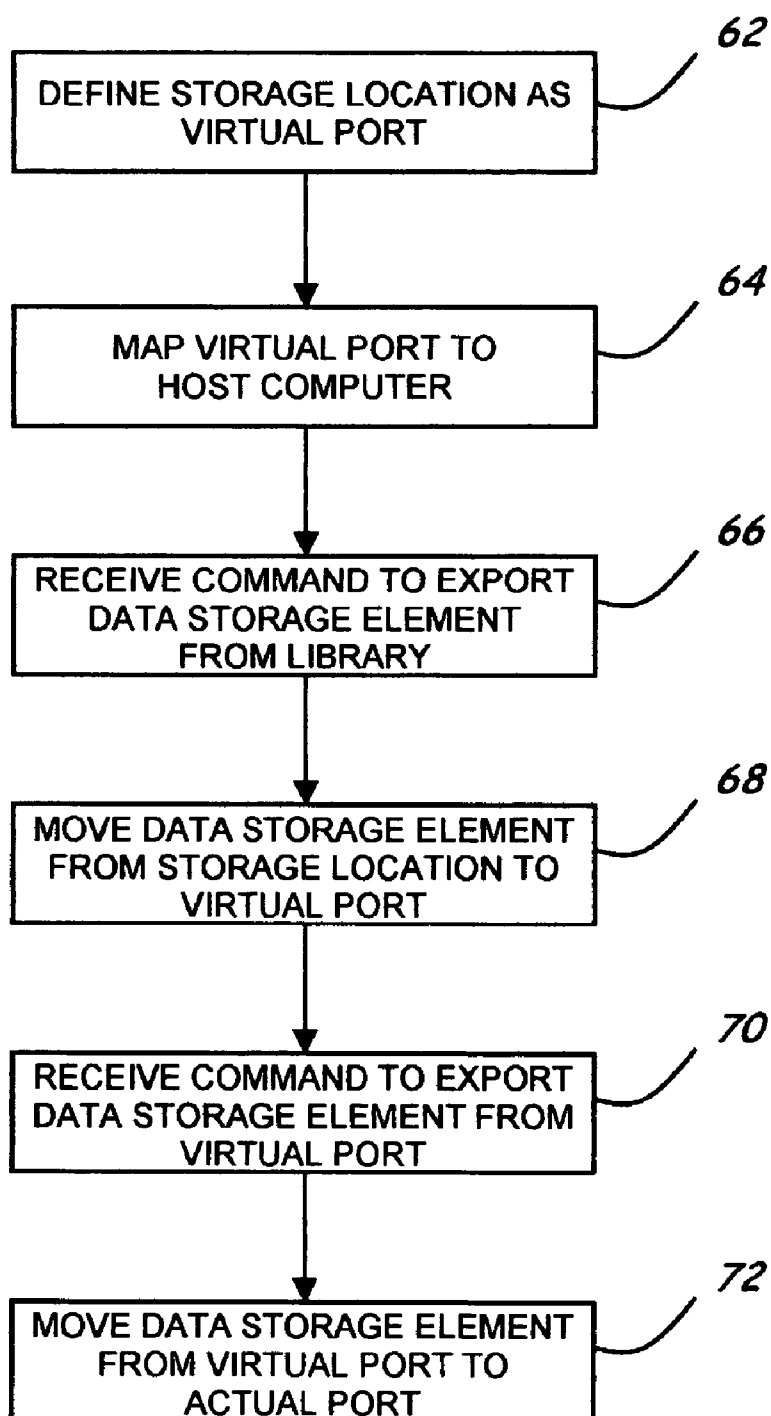 62
DEFINE STORAGE LOCATION AS
VIRTUAL PORT
64
MAP VIRTUAL PORT TO
HOST COMPUTER
66
RECEIVE COMMAND TO EXPORT
DATA STORAGE ELEMENT
FROM LIBRARY
68
MOVE DATA STORAGE ELEMENT
FROM STORAGE LOCATION TO
VIRTUAL PORT
70
RECEIVE COMMAND TO EXPORT
DATA STORAGE ELEMENT FROM
VIRTUAL PORT
72
MOVE DATA STORAGE ELEMENT
FROM VIRTUAL PORT TO
ACTUAL PORT